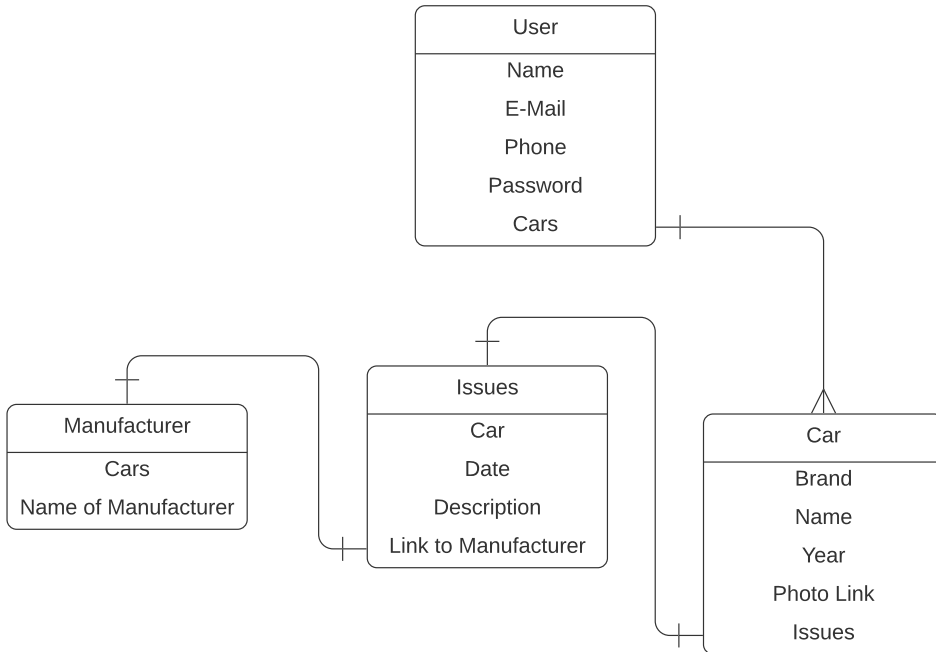 User
Name
E-Mail
Phone
Password
Cars
Manufacturer
Cars
Name of Manufacturer
Issues
Car
Date
Description
Link to Manufacturer
Car
Brand
Name
Year
Photo Link
Issues